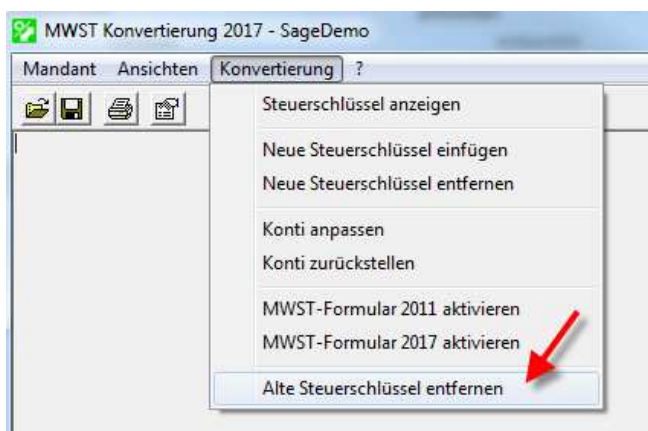 MWST Konvertierung 2017 - SageDemo
Mandant Ansichten Konvertierung ?
Steuerschlüssel anzeigen
Neue Steuerschlüssel einfügen
Neue Steuerschlüssel entfernen
Konti anpassen
Konti zurückstellen
MWST-Formular 2011 aktivieren
MWST-Formular 2017 aktivieren
Alte Steuerschlüssel entfernen